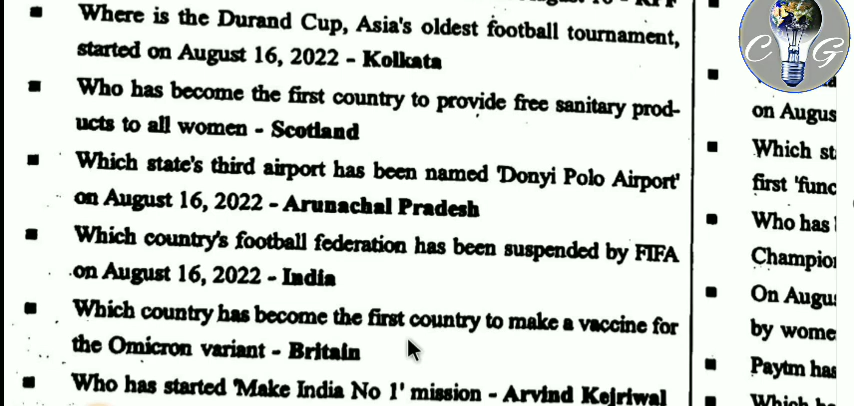 Where is the Durand Cup, Asia's oldest football tournament,
started on August 16, 2022 - Kolkata
Who has become the first country to provide free sanitary prod-
ucts to all women - Scotland
Which state's third airport has been named 'Donyi Polo Airport'
on August 16, 2022 - Arunachal Pradesh
Which country's football federation has been suspended by FIFA
on August 16, 2022 - India
Which country has become the first country to make a vaccine for
the Omicron variant - Britain
Who has started 'Make India No 1' mission - Arvind Kejriwal
C G
on Augus
Which st
first 'func
Who has
Champion
On Augu
by wome
Paytm has